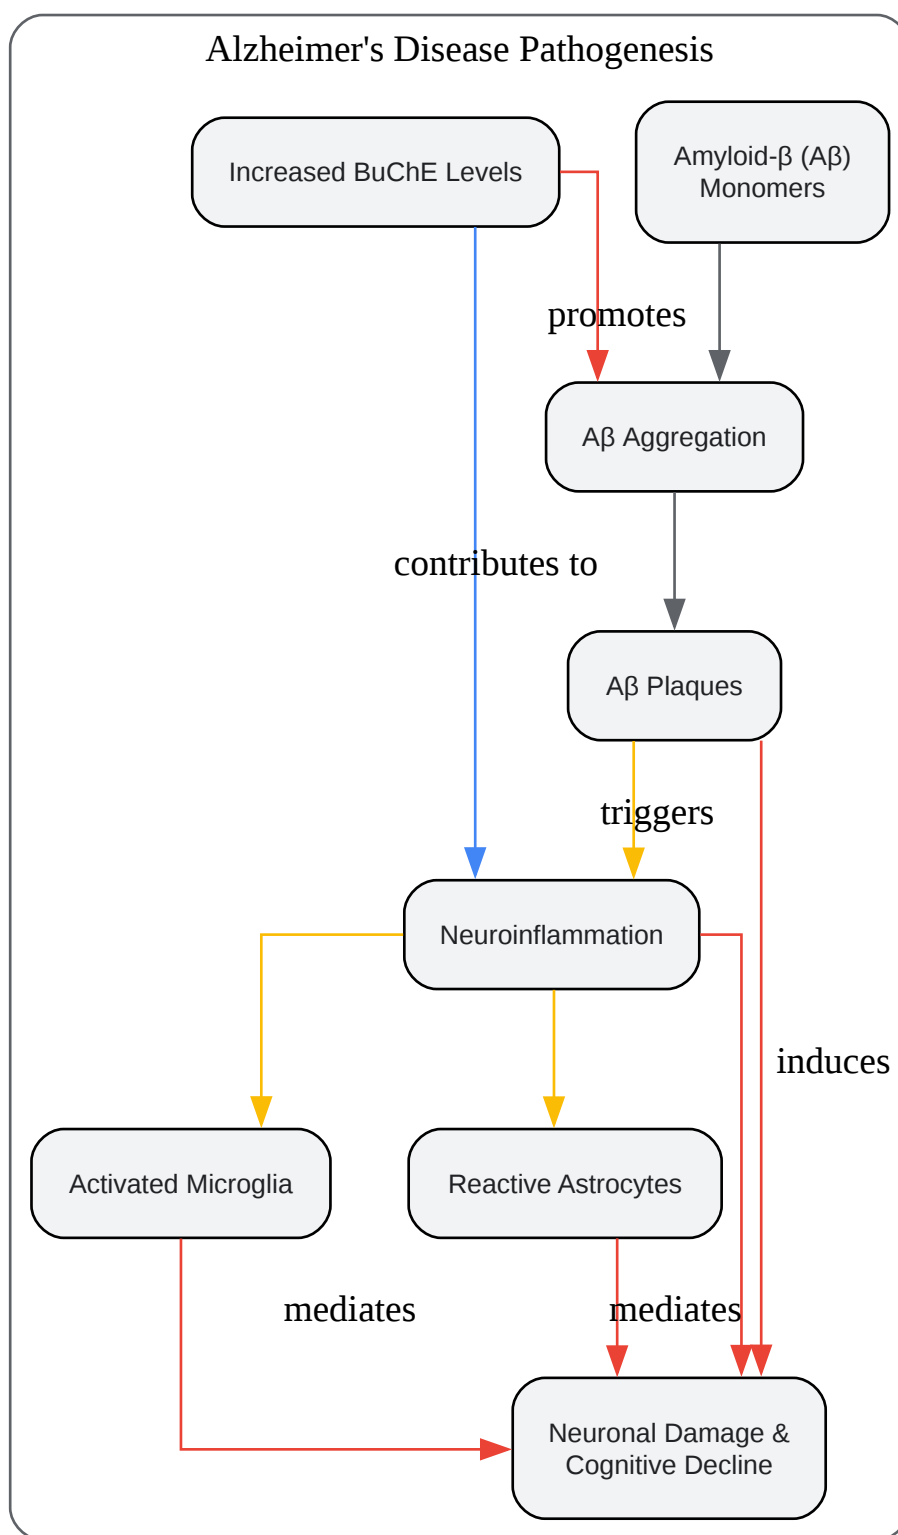 Alzheimer's Disease Pathogenesis
Increased BuChE Levels
Amyloid-β (Aβ)
Monomers
promotes
Aβ Aggregation
contributes to
Aβ Plaques
triggers
Neuroinflammation
induces
Activated Microglia
Reactive Astrocytes
mediates
mediates
Neuronal Damage &
Cognitive Decline